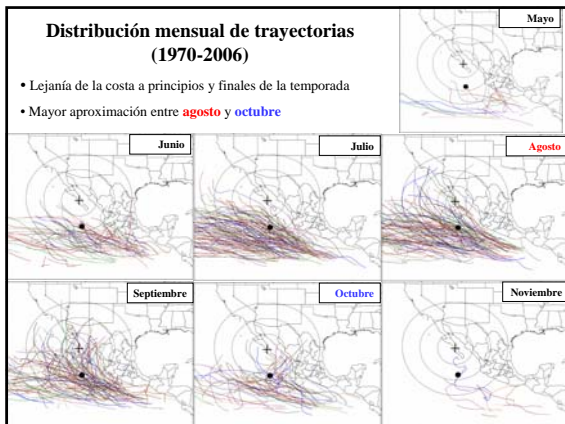 Distribución mensual de trayectorias
(1970-2006)
• Lejanía de la costa a principios y finales de la temporada
• Mayor aproximación entre agosto y octubre
Mayo
Junio
Julio
Agosto
Septiembre
Octubre
Noviembre